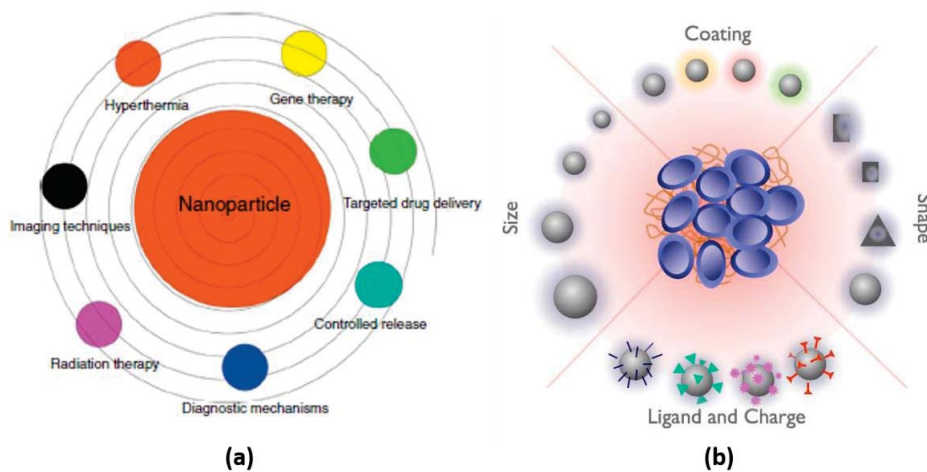 Hyperthermia
Gene therapy
Nanoparticle
Targeted drug delivery
Imaging techniques
Controlled release
Radiation therapy
Diagnostic mechanisms
(a)
Coating
Size
Shape
Ligand and Charge
(b)